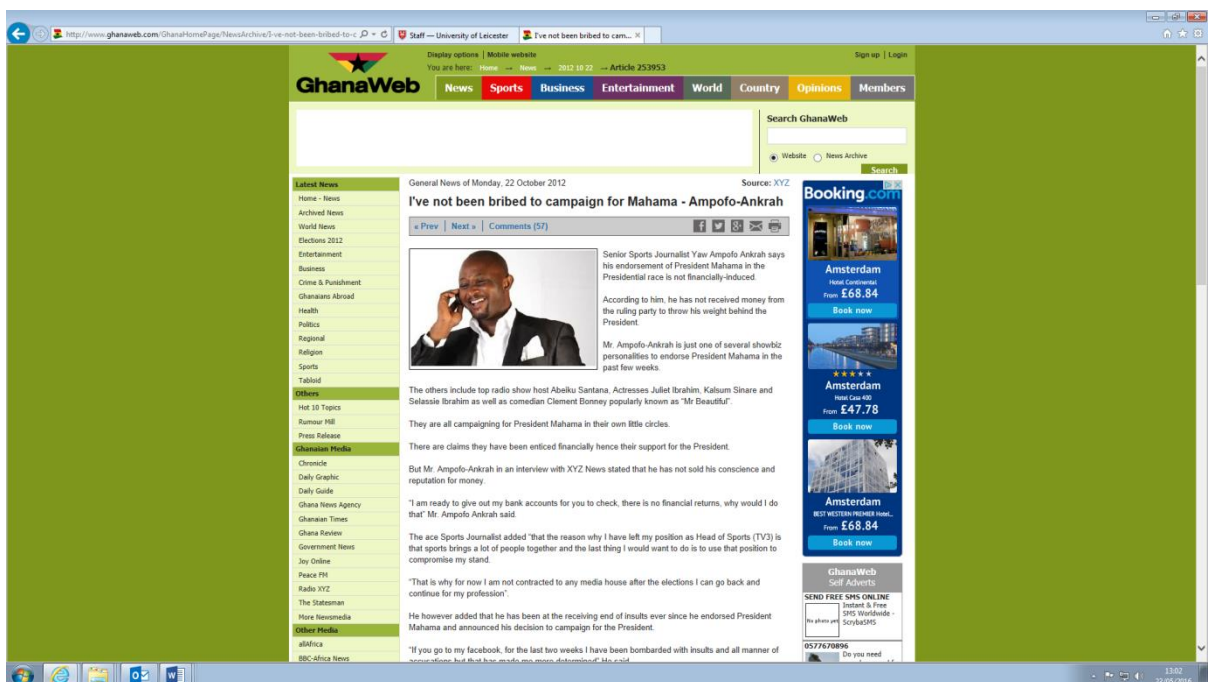 http://www.ghanaweb.com/GhanaHomePage/NewsArchive/I-ve-not-been-bribed-to-c
Staff — University of Leicester
I've not been bribed to cam...
Display options | Mobile website
Sign up | Login
You are here: Home → News → 2012 10 22 → Article 253953
GhanaWeb
News Sports Business Entertainment World Country Opinions Members
Search GhanaWeb
Website News Archive
Search
Latest News
Home - News
Archived News
World News
Elections 2012
Entertainment
Business
Crime & Punishment
Ghanaians Abroad
Health
Politics
Regional
Religion
Sports
Tabloid
Others
Hot 10 Topics
Rumour Mill
Press Release
Ghanaian Media
Chronicle
Daily Graphic
Daily Guide
Ghana News Agency
Ghanaian Times
Ghana Review
Government News
Joy Online
Peace FM
Radio XYZ
The Statesman
More Newsmedia
Other Media
allAfrica
BBC-Africa News
General News of Monday, 22 October 2012
Source: XYZ
I've not been bribed to campaign for Mahama - Ampofo-Ankrah
« Prev | Next » | Comments (57)
Senior Sports Journalist Yaw Ampofo Ankrah says
his endorsement of President Mahama in the
Presidential race is not financially-induced.
According to him, he has not received money from
the ruling party to throw his weight behind the
President.
Mr. Ampofo-Ankrah is just one of several showbiz
personalities to endorse President Mahama in the
past few weeks.
The others include top radio show host Abeiku Santana, Actresses Juliet Ibrahim, Kalsum Sinare and
Selassie Ibrahim as well as comedian Clement Bonney popularly known as “Mr Beautiful”.
They are all campaigning for President Mahama in their own little circles.
There are claims they have been enticed financially hence their support for the President.
But Mr. Ampofo-Ankrah in an interview with XYZ News stated that he has not sold his conscience and
reputation for money.
“I am ready to give out my bank accounts for you to check, there is no financial returns, why would I do
that” Mr. Ampofo Ankrah said.
The ace Sports Journalist added “that the reason why I have left my position as Head of Sports (TV3) is
that sports brings a lot of people together and the last thing I would want to do is to use that position to
compromise my stand.
“That is why for now I am not contracted to any media house after the elections I can go back and
continue for my profession”.
He however added that he has been at the receiving end of insults ever since he endorsed President
Mahama and announced his decision to campaign for the President.
“If you go to my facebook, for the last two weeks I have been bombarded with insults and all manner of
accusations but that has made me more determined” He said.
Booking.com
Amsterdam
Hotel Continental
From £68.84
Book now
Amsterdam
Hotel Casa 400
From £47.78
Book now
Amsterdam
BEST WESTERN PREMIER Hotel...
From £68.84
Book now
GhanaWeb
Self Adverts
SEND FREE SMS ONLINE
No photo yet
Instant & Free
SMS Worldwide -
ScrybaSMS
0577670896
Do you need
13:02
23/05/2016